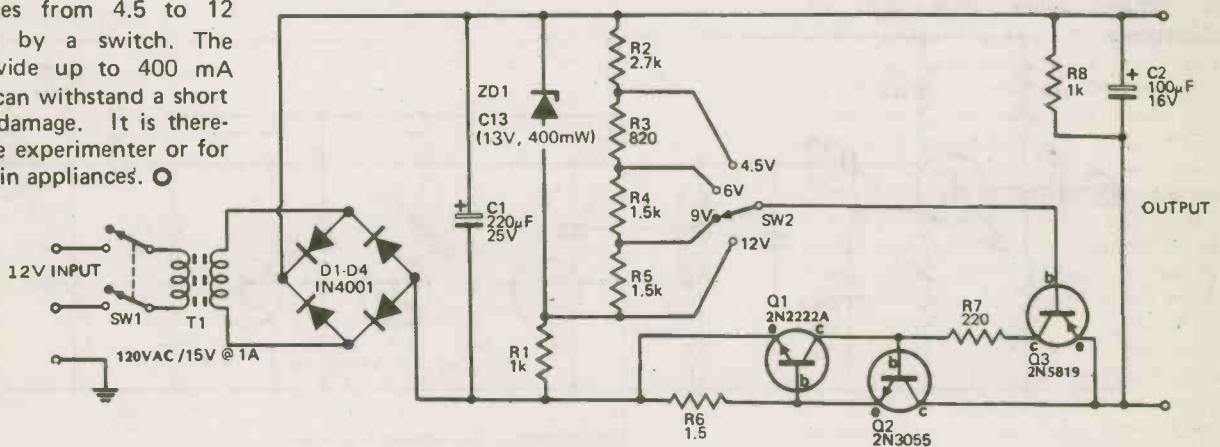 es from 4.5 to 12
by a switch. The
vide up to 400 mA
can withstand a short
damage. It is there-
e experimenter or for
in appliances.
12V INPUT
SW1
T1
120VAC /15V @ 1A
D1-D4
IN4001
+
C1
220µF
25V
ZD1
C13
(13V, 400mW)
R1
1k
R2
2.7k
R3
820
R4
1.5k
R5
1.5k
4.5V
6V
9V
12V
SW2
R6
1.5
Q1
2N2222A
e
c
b
b
e
c
Q2
2N3055
R7
220
b
c
e
Q3
2N5819
R8
1k
+
C2
100µF
16V
OUTPUT